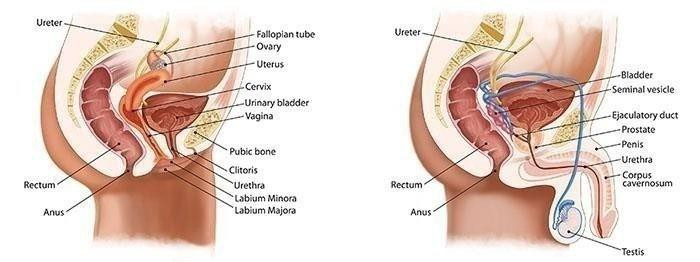 Ureter
Fallopian tube
Ovary
Uterus
Cervix
Urinary bladder
Vagina
Pubic bone
Clitoris
Urethra
Labium Minora
Labium Majora
Rectum
Anus
Ureter
Bladder
Seminal vesicle
Ejaculatory duct
Prostate
Penis
Urethra
Corpus
cavernosum
Rectum
Anus
Testis